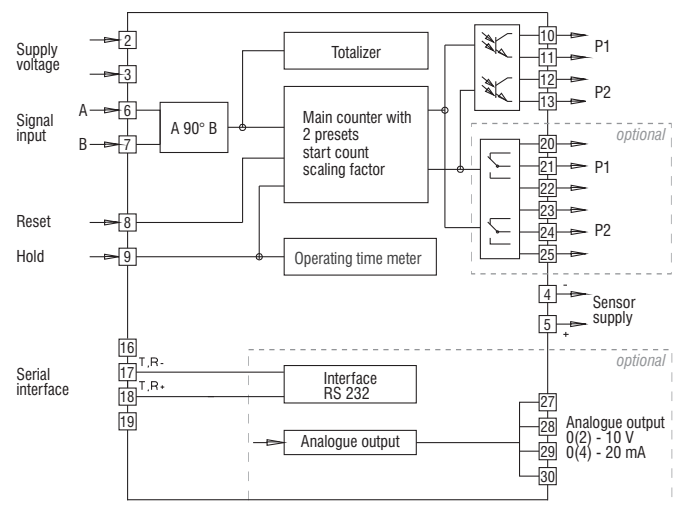 Supply
voltage
2
3
Signal
input
A
6
B
7
A 90° B
Totalizer
Main counter with
2 presets
start count
scaling factor
Reset
8
Hold
9
Operating time meter
10
11
P1
12
13
P2
optional
20
21
P1
22
23
24
P2
25
4
-
5
+
Sensor
supply
optional
Serial
interface
16
17
T,R-
18
T,R+
19
Interface
RS 232
Analogue output
27
28
29
30
Analogue output
0(2) - 10 V
0(4) - 20 mA